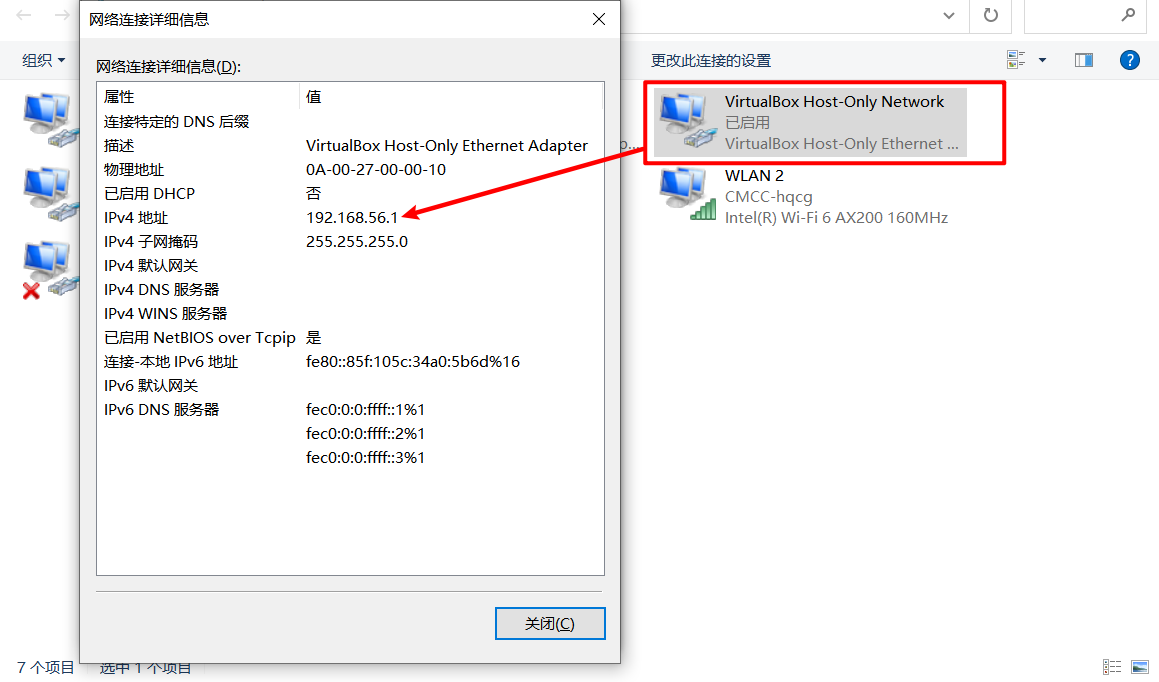 网络连接详细信息
网络连接详细信息(D):
属性 值
连接特定的 DNS 后缀
描述 VirtualBox Host-Only Ethernet Adapter
物理地址 0A-00-27-00-00-10
已启用 DHCP 否
IPv4 地址 192.168.56.1
IPv4 子网掩码 255.255.255.0
IPv4 默认网关
IPv4 DNS 服务器
IPv4 WINS 服务器
已启用 NetBIOS over Tcpip 是
连接-本地 IPv6 地址 fe80::85f:105c:34a0:5b6d%16
IPv6 默认网关
IPv6 DNS 服务器 fec0:0:0:ffff::1%1
fec0:0:0:ffff::2%1
fec0:0:0:ffff::3%1
关闭(C)
组织
更改此连接的设置
VirtualBox Host-Only Network
已启用
VirtualBox Host-Only Ethernet ...
WLAN 2
CMCC-hqcg
Intel(R) Wi-Fi 6 AX200 160MHz
7 个项目 选中 1 个项目